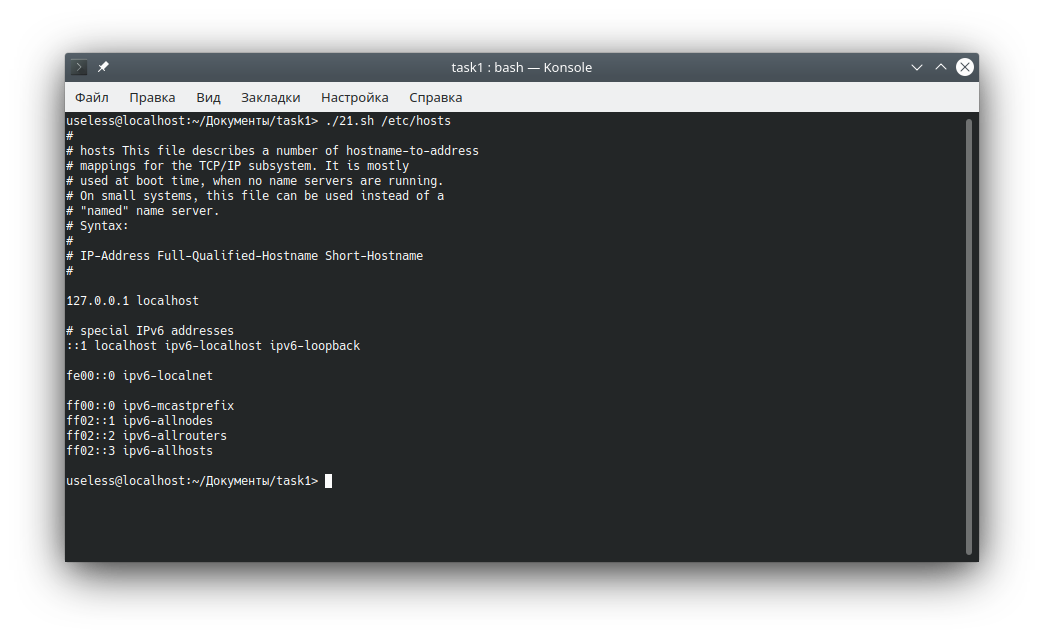 task1 : bash — Konsole
Файл Правка Вид Закладки Настройка Справка
useless@localhost:~/Документы/task1> ./21.sh /etc/hosts
#
# hosts This file describes a number of hostname-to-address
# mappings for the TCP/IP subsystem. It is mostly
# used at boot time, when no name servers are running.
# On small systems, this file can be used instead of a
# "named" name server.
# Syntax:
#
# IP-Address Full-Qualified-Hostname Short-Hostname
#
127.0.0.1 localhost
# special IPv6 addresses
::1 localhost ipv6-localhost ipv6-loopback
fe00::0 ipv6-localnet
ff00::0 ipv6-mcastprefix
ff02::1 ipv6-allnodes
ff02::2 ipv6-allrouters
ff02::3 ipv6-allhosts
useless@localhost:~/Документы/task1>